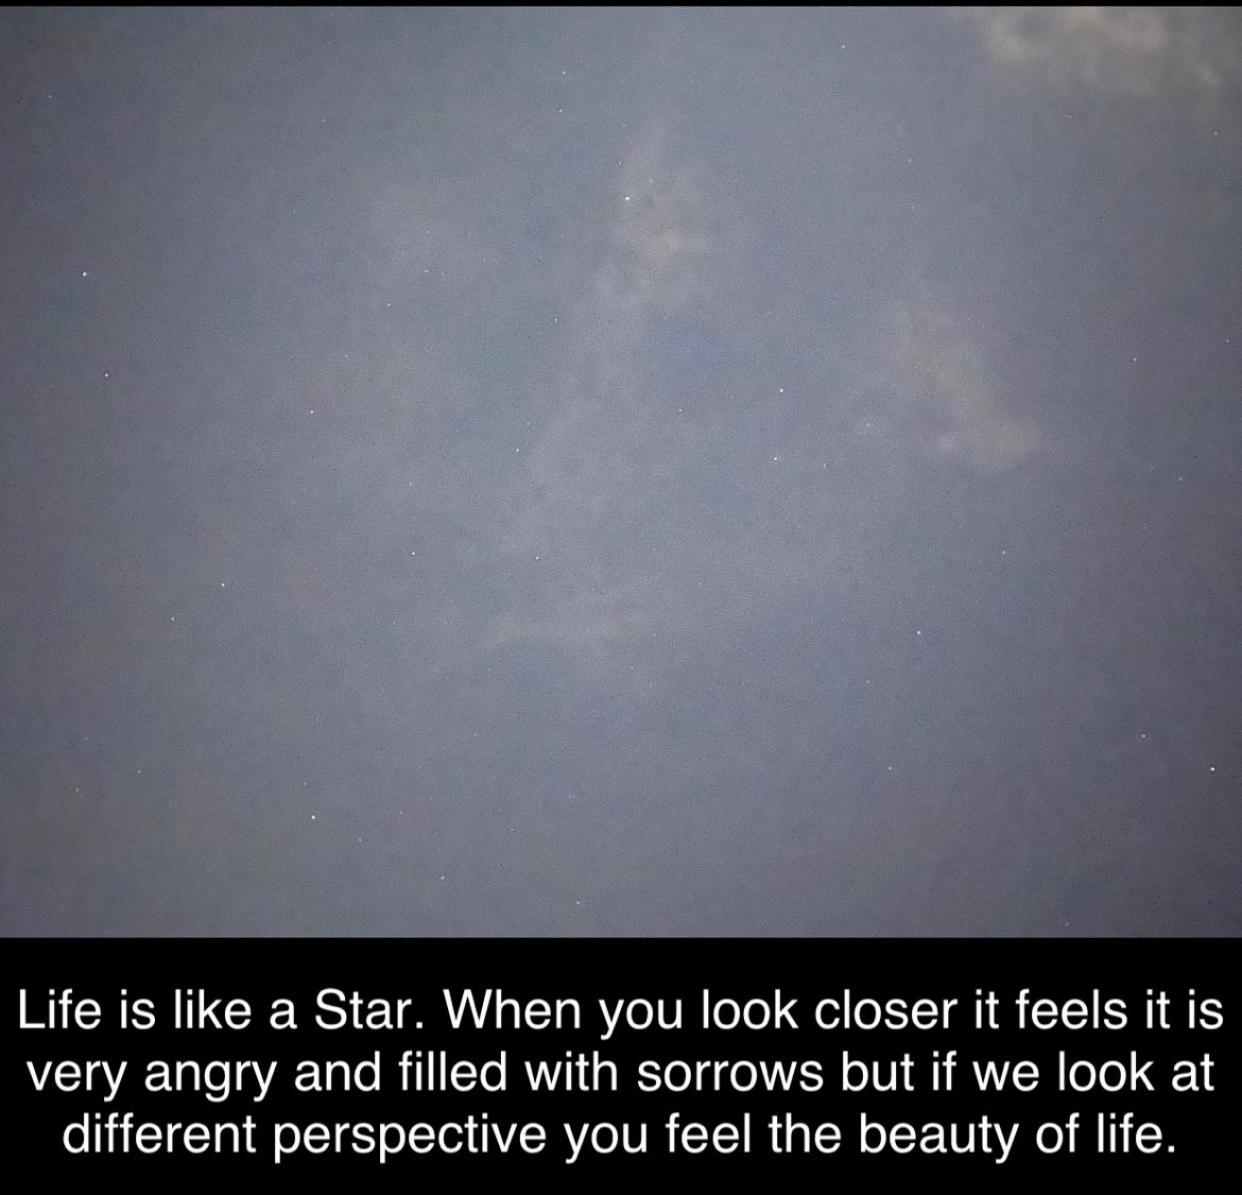 Life is like a Star. When you look closer it feels it is
very angry and filled with sorrows but if we look at
different perspective you feel the beauty of life.